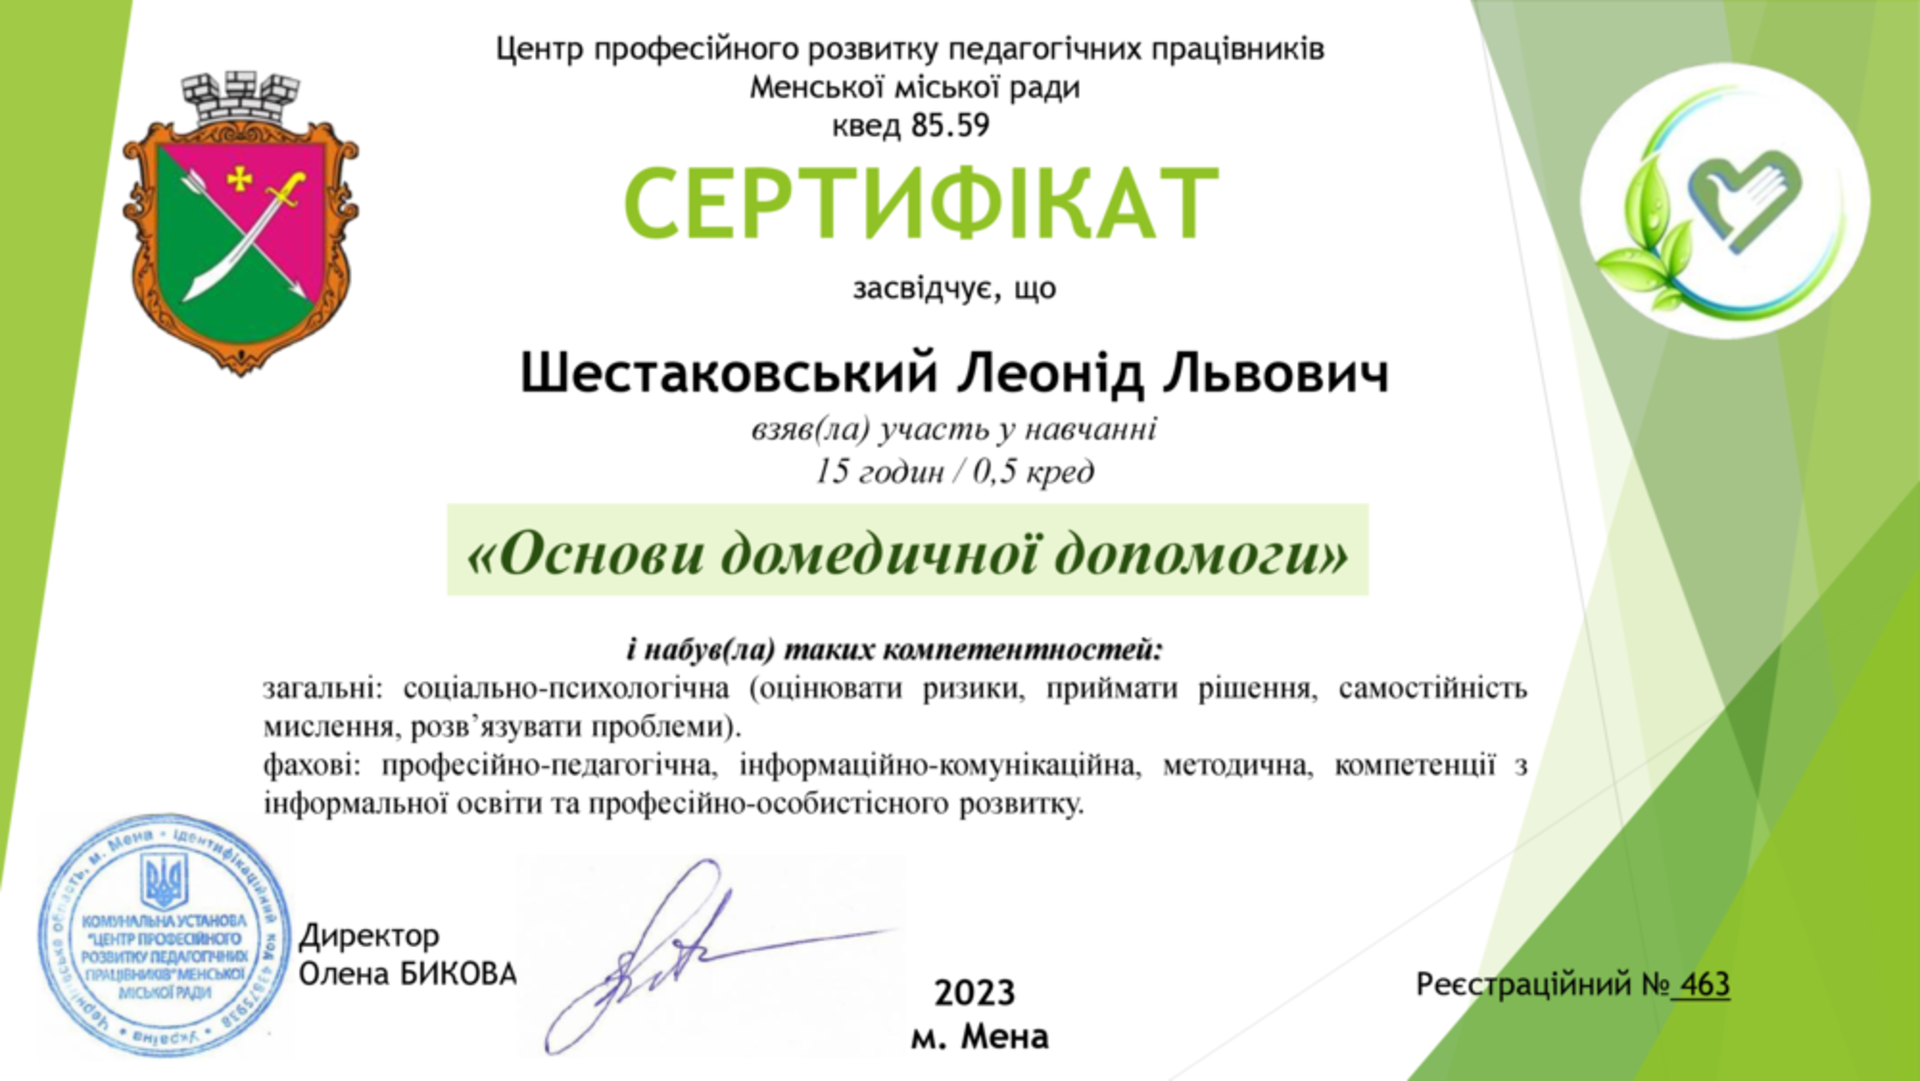 Центр професійного розвитку педагогічних працівників
Менської міської ради
квед 85.59
СЕРТИФІКАТ
засвідчує, що
Шестаковський Леонід Львович
взяв(ла) участь у навчанні
15 годин / 0,5 кред
«Основи домедичної допомоги»
і набув(ла) таких компетентностей:
загальні: соціально-психологічна (оцінювати ризики, приймати рішення, самостійність
мислення, розв’язувати проблеми).
фахові: професійно-педагогічна, інформаційно-комунікаційна, методична, компетенції з
інформальної освіти та професійно-особистісного розвитку.
Україна * Чернігівська область, м. Мена * Ідентифікаційний код 43875938
КОМУНАЛЬНА УСТАНОВА
"ЦЕНТР ПРОФЕСІЙНОГО
РОЗВИТКУ ПЕДАГОГІЧНИХ
ПРАЦІВНИКІВ" МЕНСЬКОЇ
МІСЬКОЇ РАДИ
Директор
Олена БИКОВА
2023
м. Мена
Реєстраційний № 463